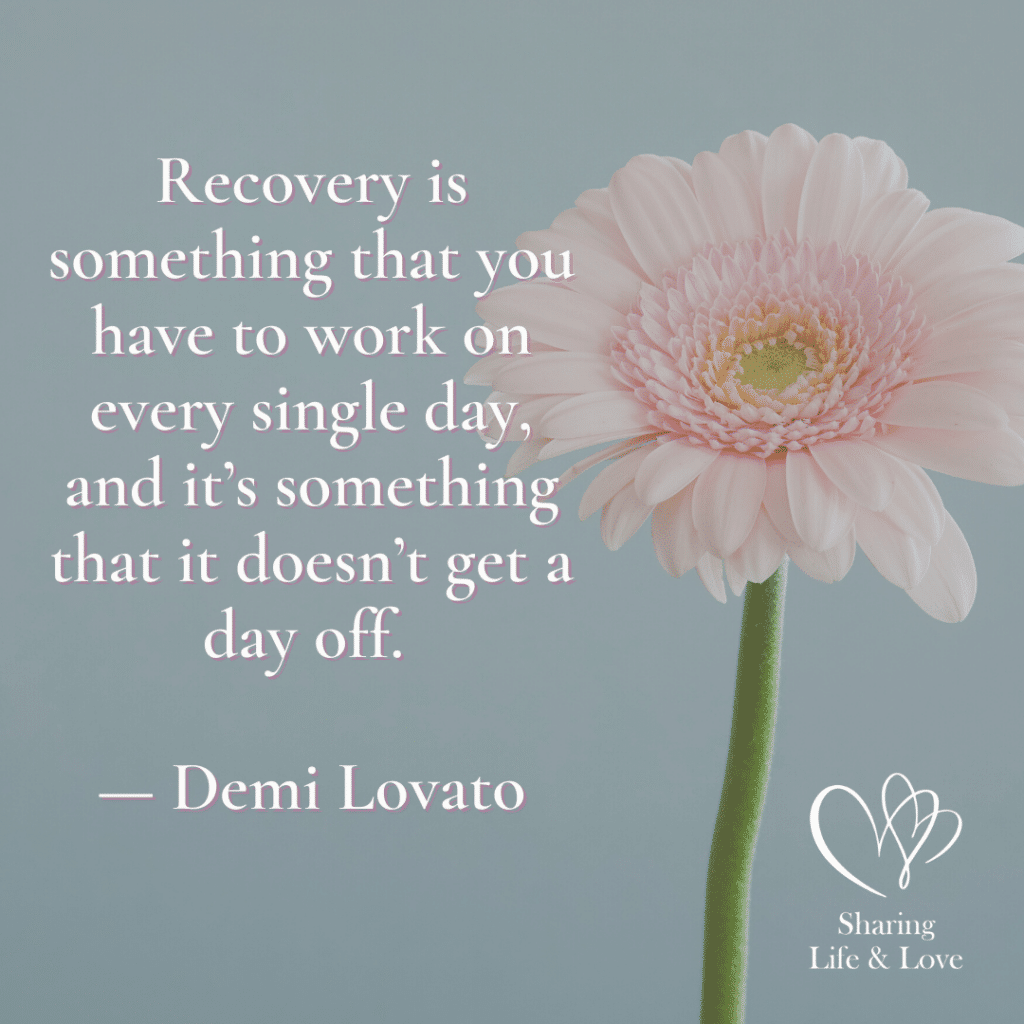 Recovery is
something that you
have to work on
every single day,
and it’s something
that it doesn’t get a
day off.
— Demi Lovato
Sharing
Life & Love